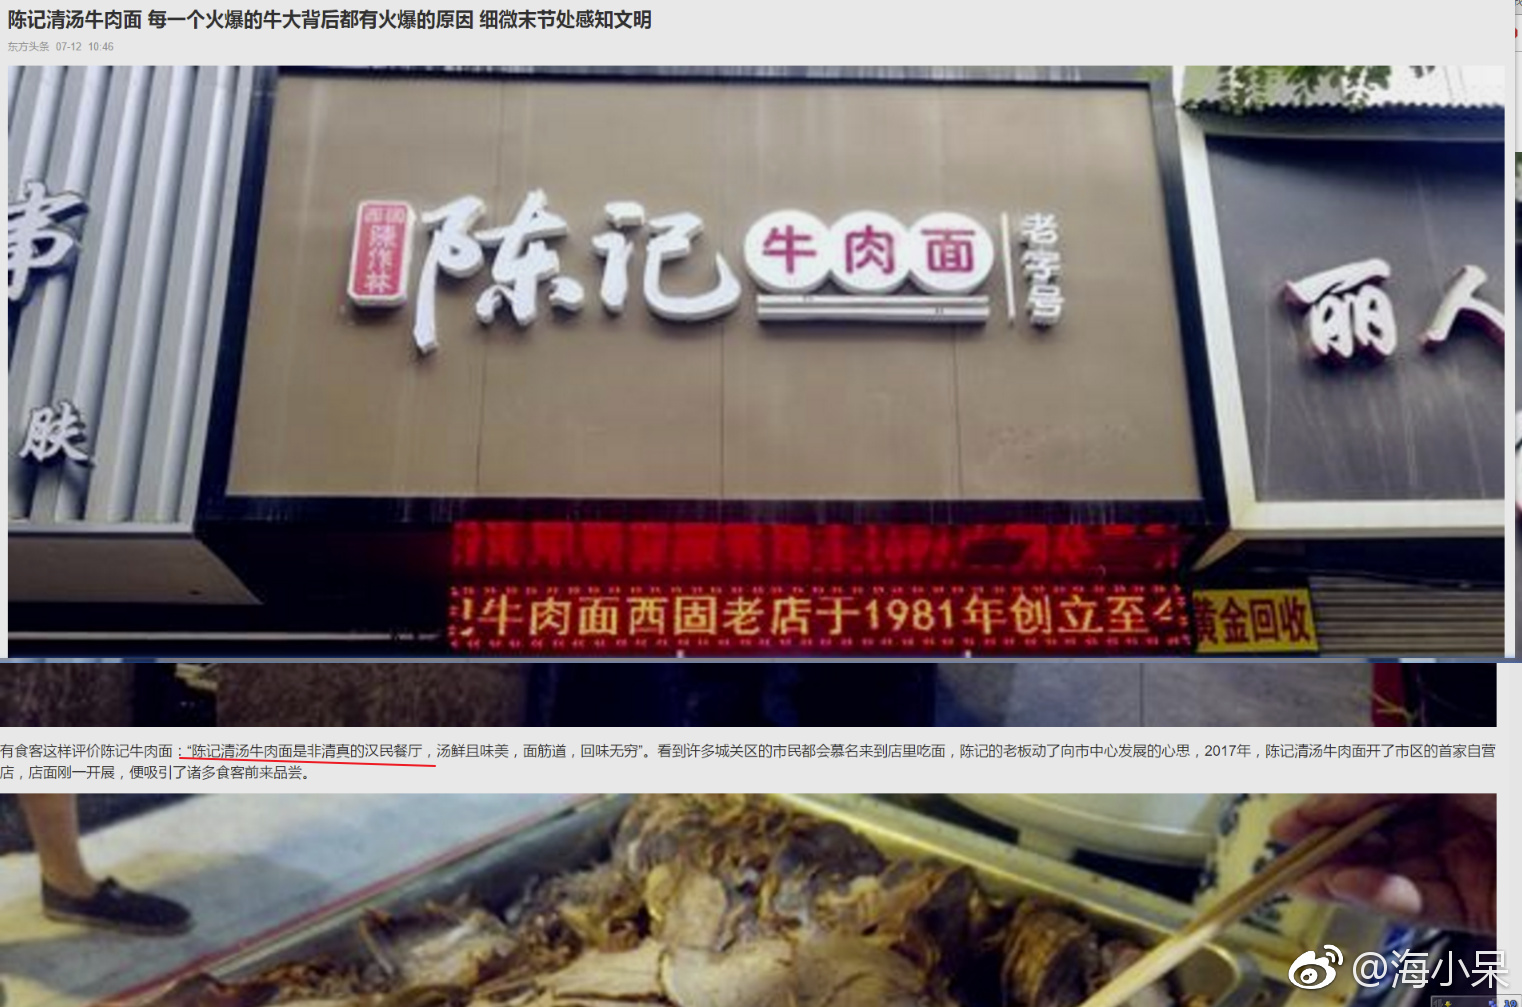 陈记清汤牛肉面 每一个火爆的牛大背后都有火爆的原因 细微末节处感知文明
东方头条 07-12 10:46
西固
陈作林
陈记
牛肉面
老字号
丽人
肤
记牛肉面西固老店于1981年创立至今
黄金回收
有食客这样评价陈记牛肉面：“陈记清汤牛肉面是非清真的汉民餐厅，汤鲜且味美，面筋道，回味无穷”。看到许多城关区的市民都会慕名来到店里吃面，陈记的老板动了向市中心发展的心思，2017年，陈记清汤牛肉面开了市区的首家自营
店，店面刚一开展，便吸引了诸多食客前来品尝。
@海小呆